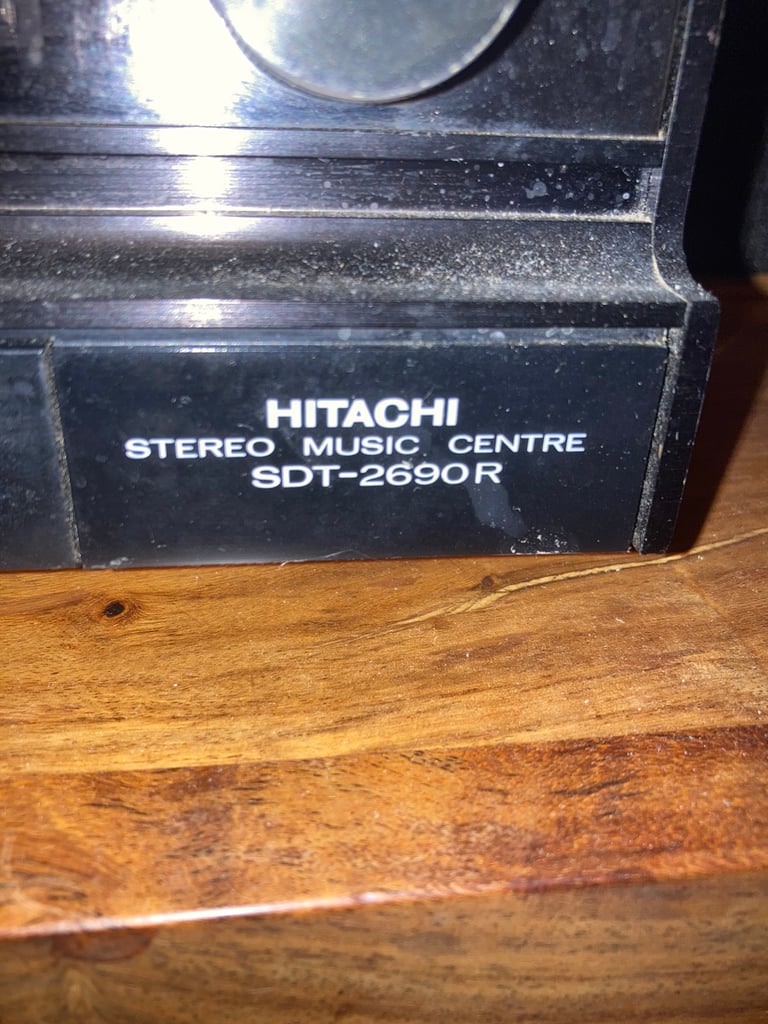 HITACHI
STEREO MUSIC CENTRE
SDT-2690R